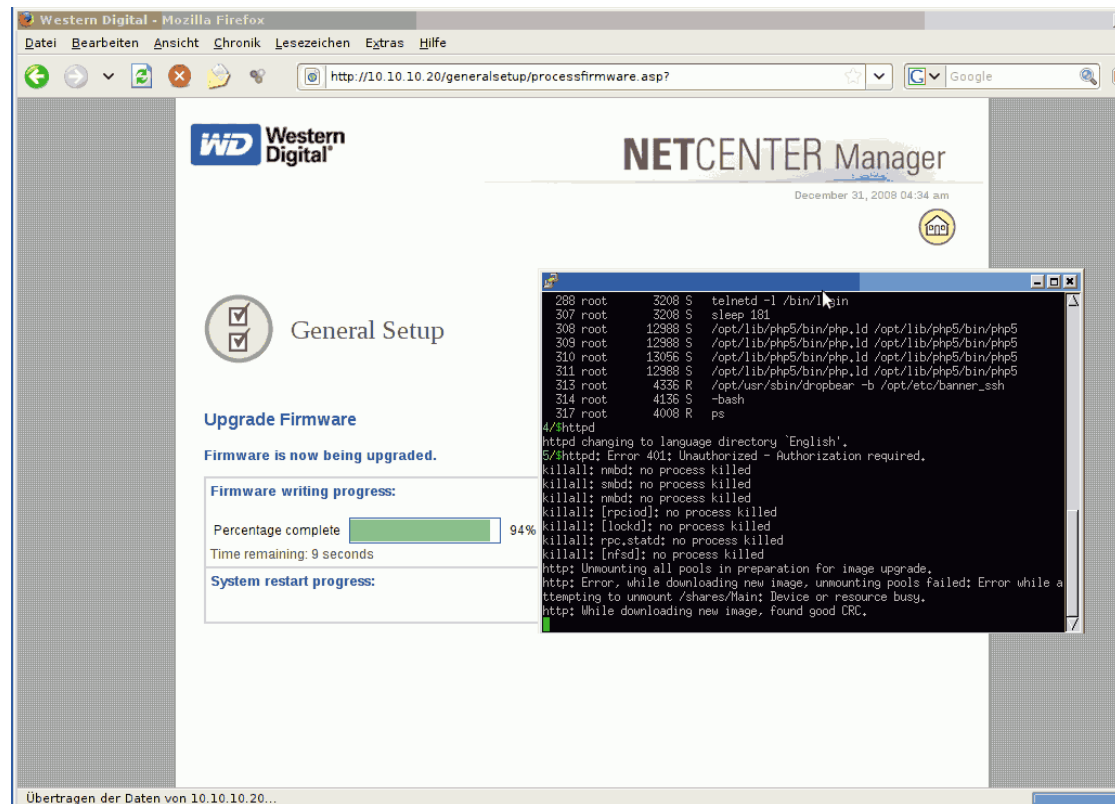 Western Digital - Mozilla Firefox
Datei Bearbeiten Ansicht Chronik Lesezeichen Extras Hilfe
http://10.10.10.20/generalsetup/processfirmware.asp?
G Google
WD Western Digital®
NETCENTER Manager
December 31, 2008 04:34 am
General Setup
Upgrade Firmware
Firmware is now being upgraded.
Firmware writing progress:
Percentage complete 94%
Time remaining: 9 seconds
System restart progress:
288 root 3208 S telnetd -l /bin/login
307 root 3208 S sleep 181
308 root 12988 S /opt/lib/php5/bin/php.ld /opt/lib/php5/bin/php5
309 root 12988 S /opt/lib/php5/bin/php.ld /opt/lib/php5/bin/php5
310 root 13056 S /opt/lib/php5/bin/php.ld /opt/lib/php5/bin/php5
311 root 12988 S /opt/lib/php5/bin/php.ld /opt/lib/php5/bin/php5
313 root 4336 R /opt/usr/sbin/dropbear -b /opt/etc/banner_ssh
314 root 4136 S -bash
317 root 4008 R ps
4/$httpd
httpd changing to language directory `English'.
5/$httpd: Error 401: Unauthorized - Authorization required.
killall: nmbd: no process killed
killall: smbd: no process killed
killall: nmbd: no process killed
killall: [rpciod]: no process killed
killall: [lockd]: no process killed
killall: rpc.statd: no process killed
killall: [nfsd]: no process killed
http: Unmounting all pools in preparation for image upgrade.
http: Error, while downloading new image, unmounting pools failed: Error while a
ttempting to unmount /shares/Main: Device or resource busy.
http: While downloading new image, found good CRC.
Übertragen der Daten von 10.10.10.20...